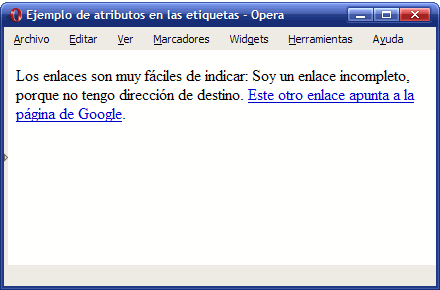 Ejemplo de atributos en las etiquetas - Opera
Archivo Editar Ver Marcadores Widgets Herramientas Ayuda
Los enlaces son muy fáciles de indicar: Soy un enlace incompleto,
porque no tengo dirección de destino. Este otro enlace apunta a la
página de Google.